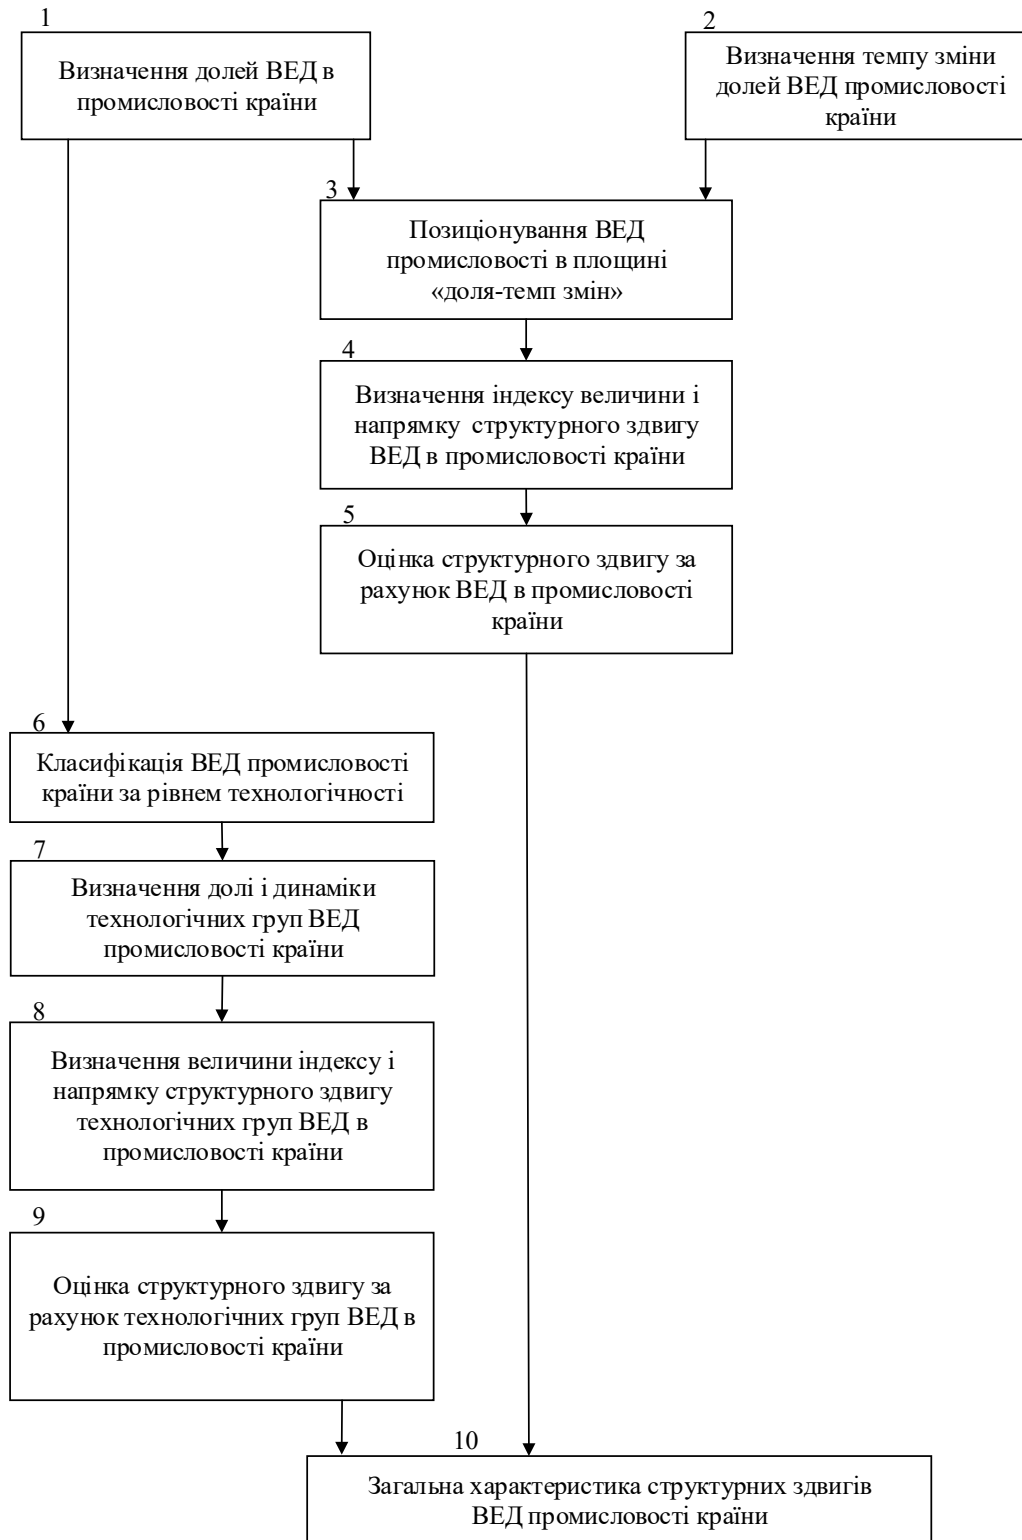 1
Визначення долей ВЕД в
промисловості країни
2
Визначення темпу зміни
долей ВЕД промисловості
країни
3
Позиціонування ВЕД
промисловості в площині
«доля-темп змін»
4
Визначення індексу величини і
напрямку структурного здвигу
ВЕД в промисловості країни
5
Оцінка структурного здвигу за
рахунок ВЕД в промисловості
країни
6
Класифікація ВЕД промисловості
країни за рівнем технологічності
7
Визначення долі і динаміки
технологічних груп ВЕД
промисловості країни
8
Визначення величини індексу і
напрямку структурного здвигу
технологічних груп ВЕД в
промисловості країни
9
Оцінка структурного здвигу за
рахунок технологічних груп ВЕД в
промисловості країни
10
Загальна характеристика структурних здвигів
ВЕД промисловості країни